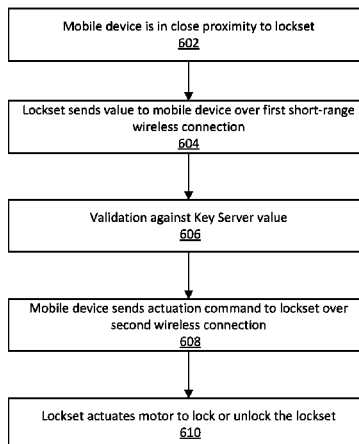 Mobile device is in close proximity to lockset
602
Lockset sends value to mobile device over first short-range
wireless connection
604
Validation against Key Server value
606
Mobile device sends actuation command to lockset over
second wireless connection
608
Lockset actuates motor to lock or unlock the lockset
610